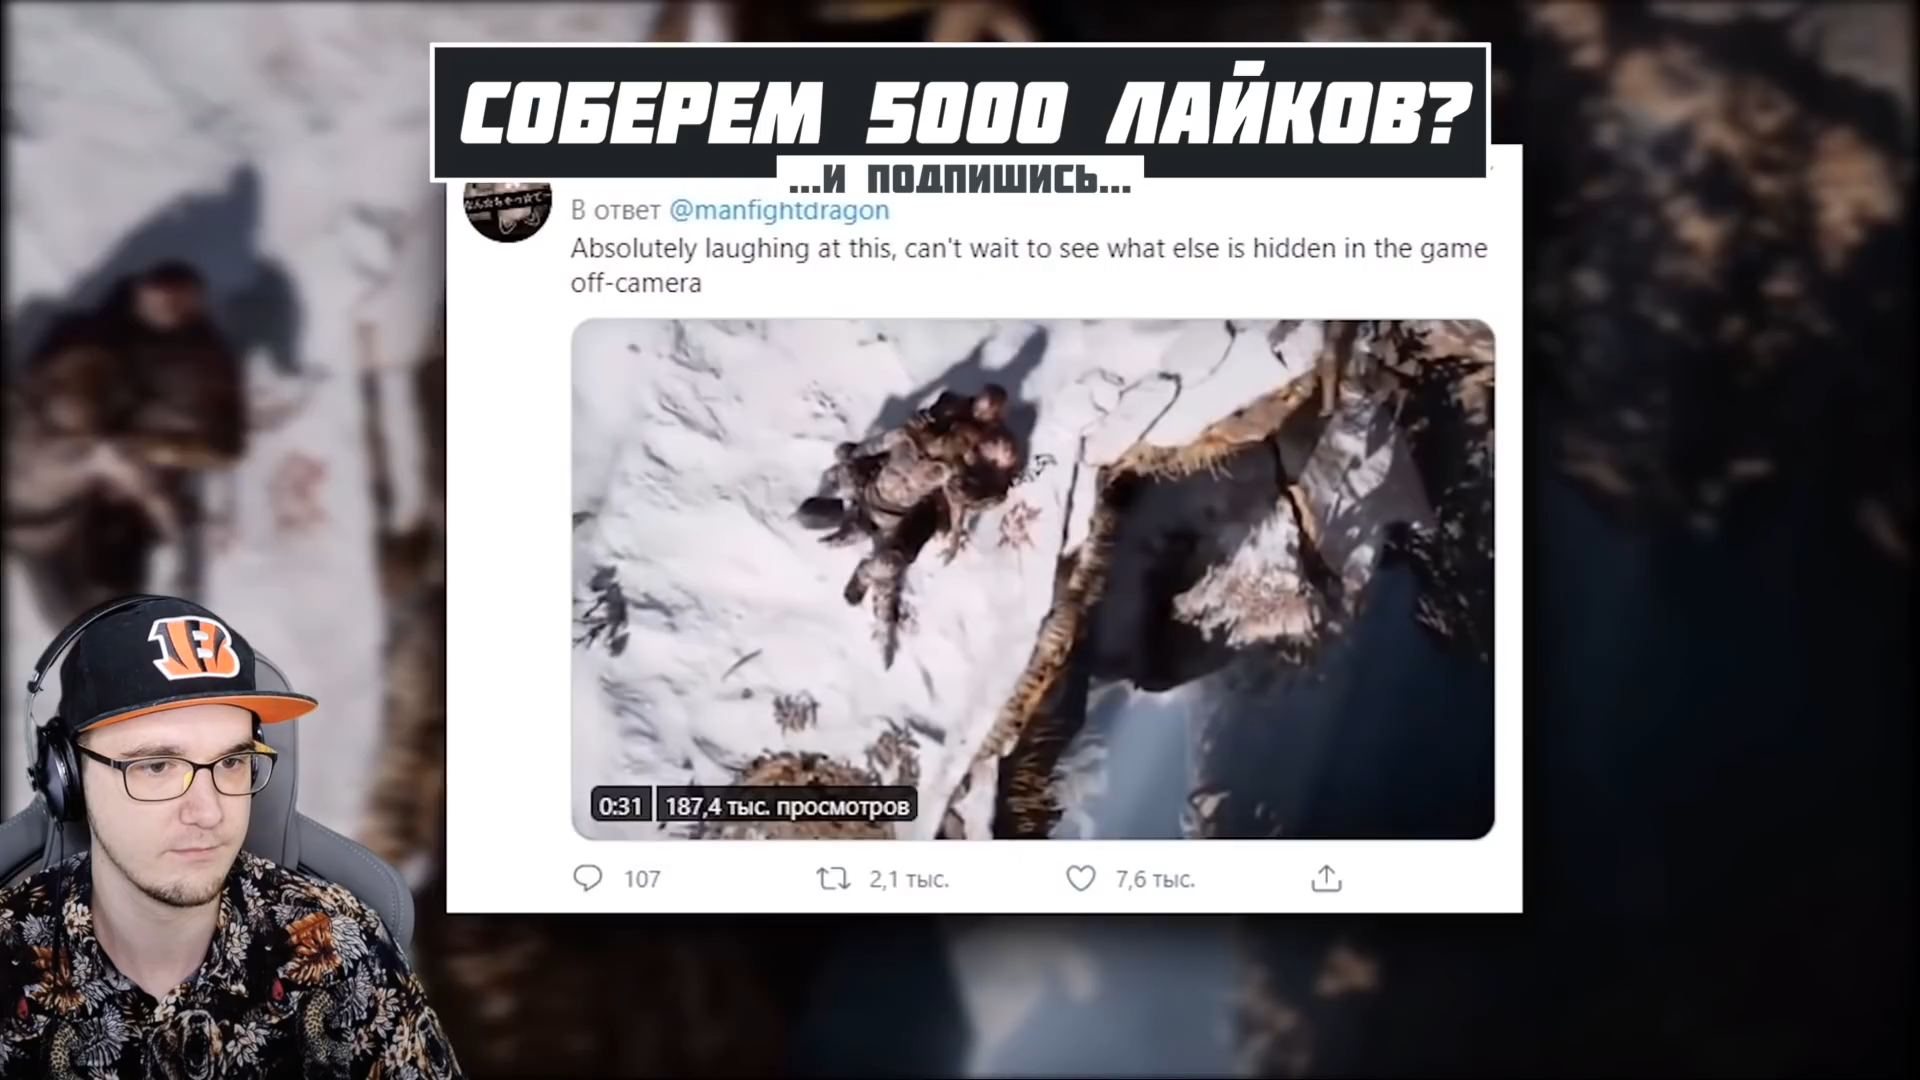 СОБЕРЕМ 5000 ЛАЙКОВ?
...И ПОДПИШИСЬ...
В ответ @manfightdragon
Absolutely laughing at this, can't wait to see what else is hidden in the game
off-camera
0:31 187,4 тыс. просмотров
107 2,1 тыс. 7,6 тыс.
B